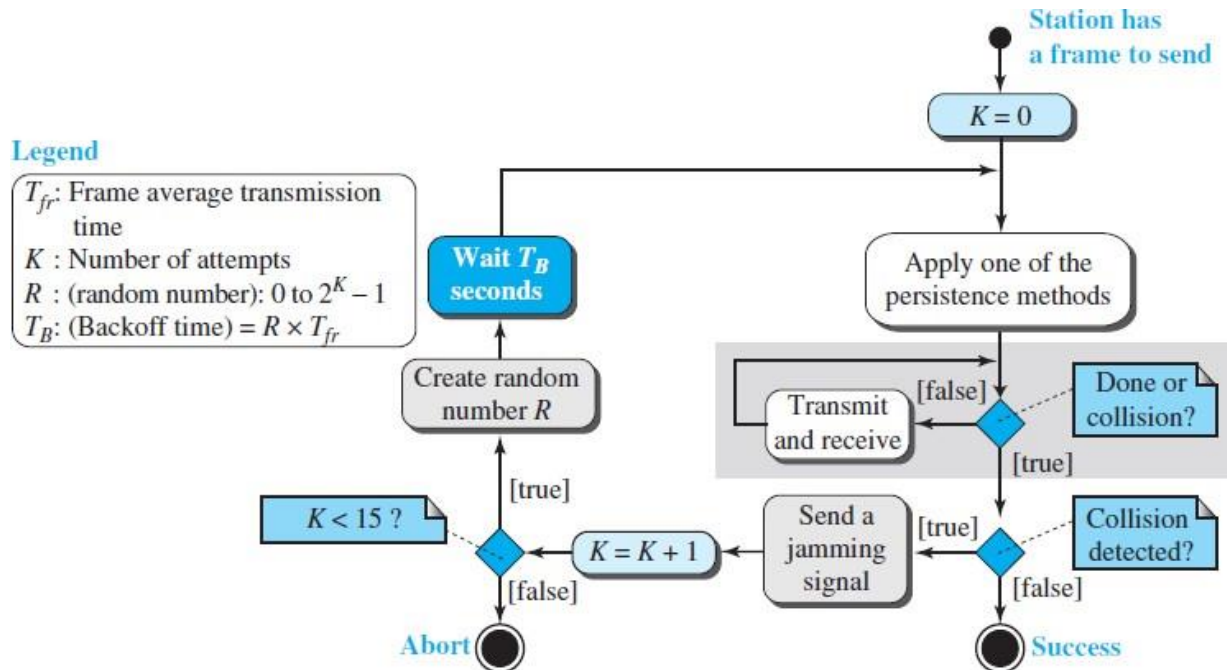 Station has
a frame to send
K = 0
Legend
T_fr: Frame average transmission
time
K : Number of attempts
R : (random number): 0 to 2^K – 1
T_B: (Backoff time) = R × T_fr
Wait T_B
seconds
Apply one of the
persistence methods
Create random
number R
[false]
Transmit
and receive
Done or
collision?
[true]
K < 15 ?
[true]
K = K + 1
Send a
jamming
signal
[true]
Collision
detected?
[false]
[false]
Abort
Success